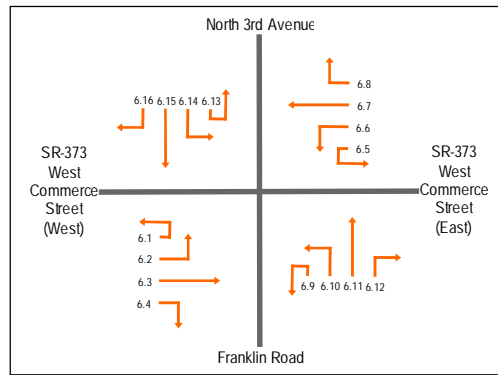 North 3rd Avenue
6.16 6.15 6.14 6.13
6.8
6.7
6.6
6.5
SR-373
West
Commerce
Street
(West)
SR-373
West
Commerce
Street
(East)
6.1
6.2
6.3
6.4
6.9 6.10 6.11 6.12
Franklin Road